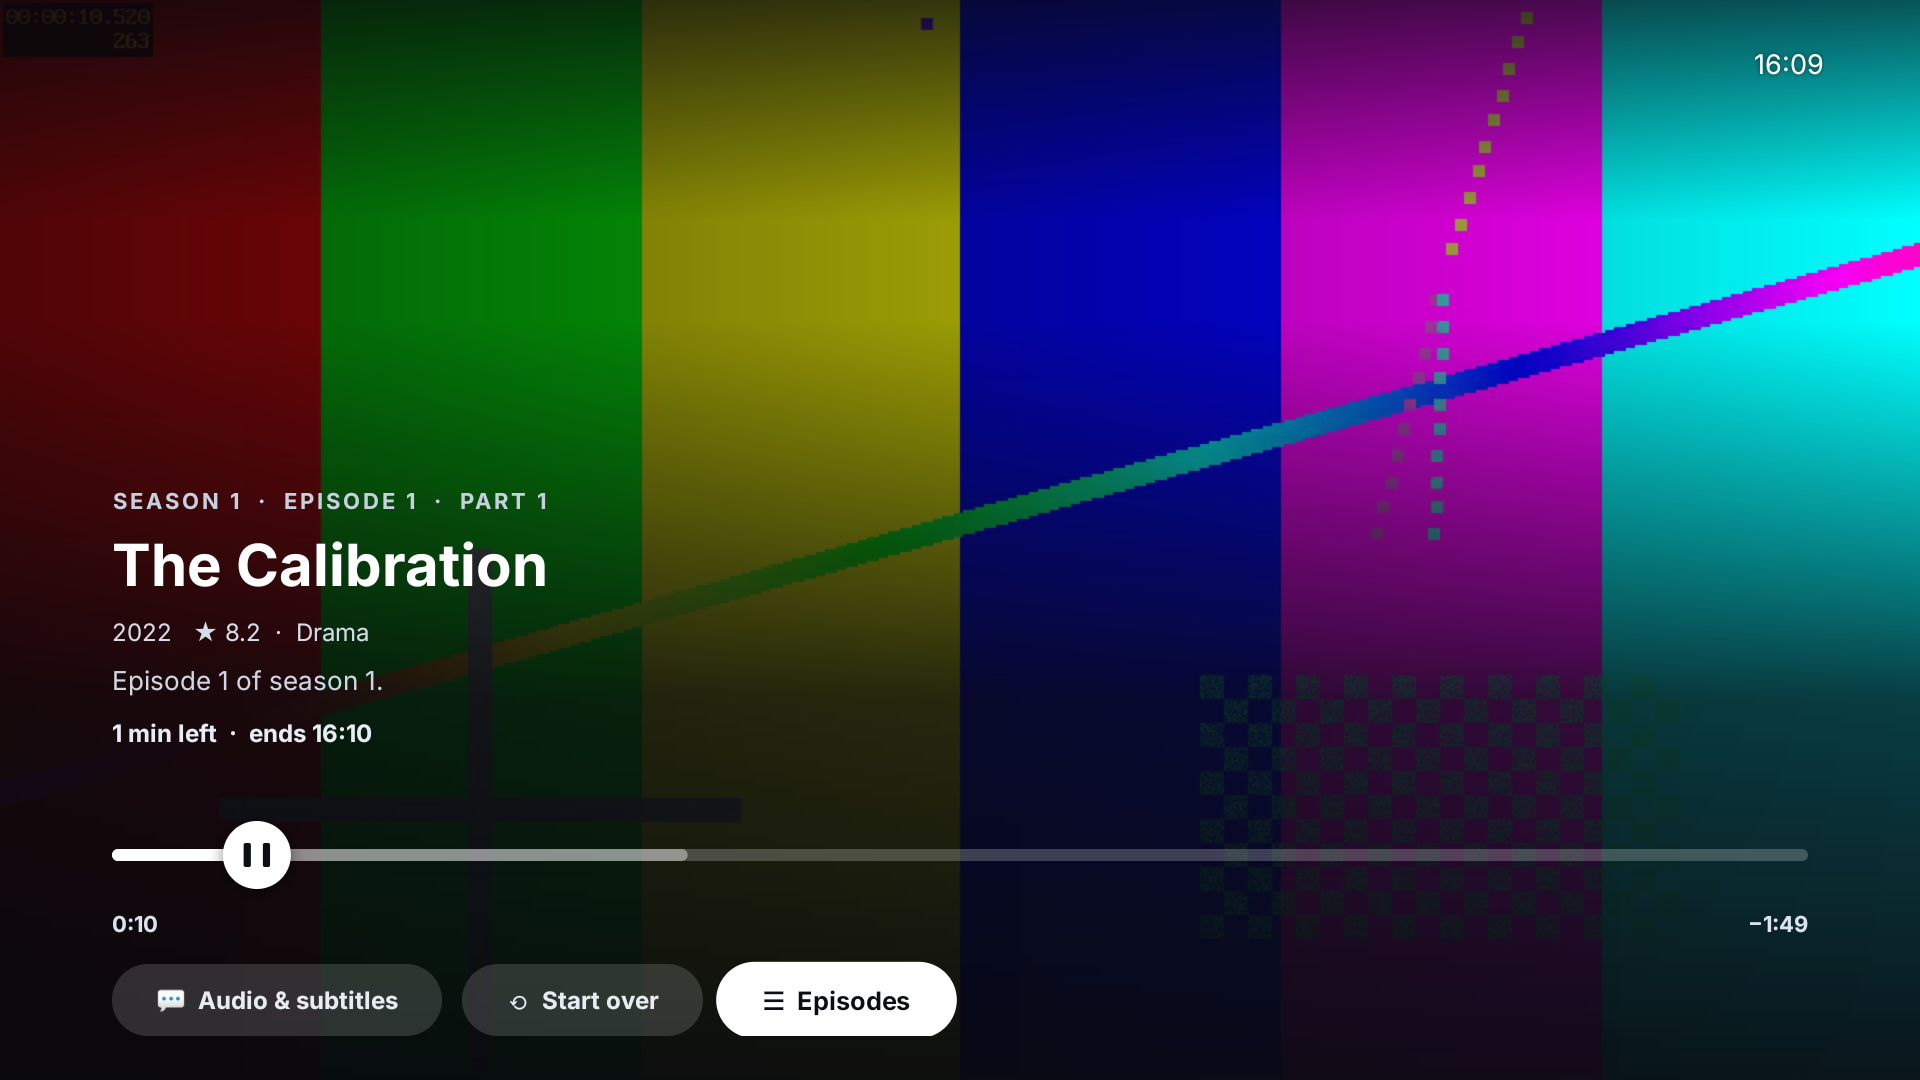 00:00:10.520
263
16:09
SEASON 1 · EPISODE 1 · PART 1
The Calibration
2022 ★ 8.2 · Drama
Episode 1 of season 1.
1 min left · ends 16:10
0:10
−1:49
Audio & subtitles
Start over
Episodes